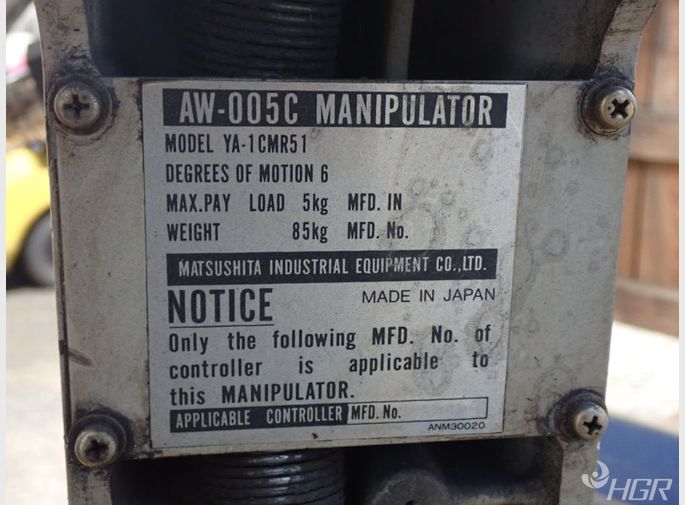 AW-005C MANIPULATOR
MODEL YA-1CMR51
DEGREES OF MOTION 6
MAX.PAY LOAD 5kg MFD. IN
WEIGHT 85kg MFD. No.
MATSUSHITA INDUSTRIAL EQUIPMENT CO.,LTD.
NOTICE MADE IN JAPAN
Only the following MFD. No. of
controller is applicable to
this MANIPULATOR.
APPLICABLE CONTROLLER MFD. No.
ANM30020
HGR